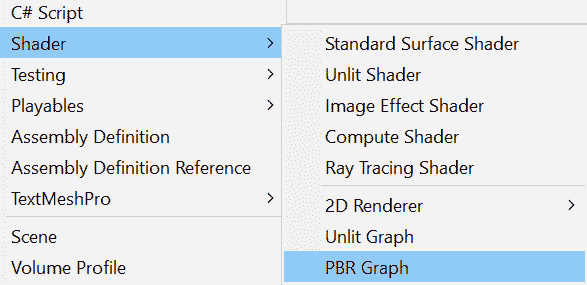 C# Script
Shader
Testing
Playables
Assembly Definition
Assembly Definition Reference
TextMeshPro
Scene
Volume Profile
Standard Surface Shader
Unlit Shader
Image Effect Shader
Compute Shader
Ray Tracing Shader
2D Renderer
Unlit Graph
PBR Graph